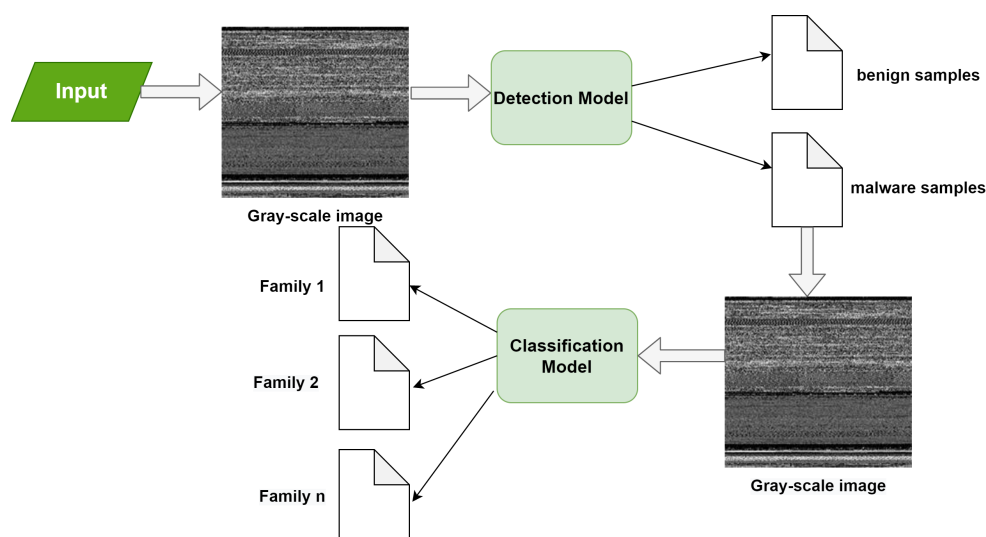 Input
Gray-scale image
Detection Model
benign samples
malware samples
Gray-scale image
Classification
Model
Family 1
Family 2
Family n